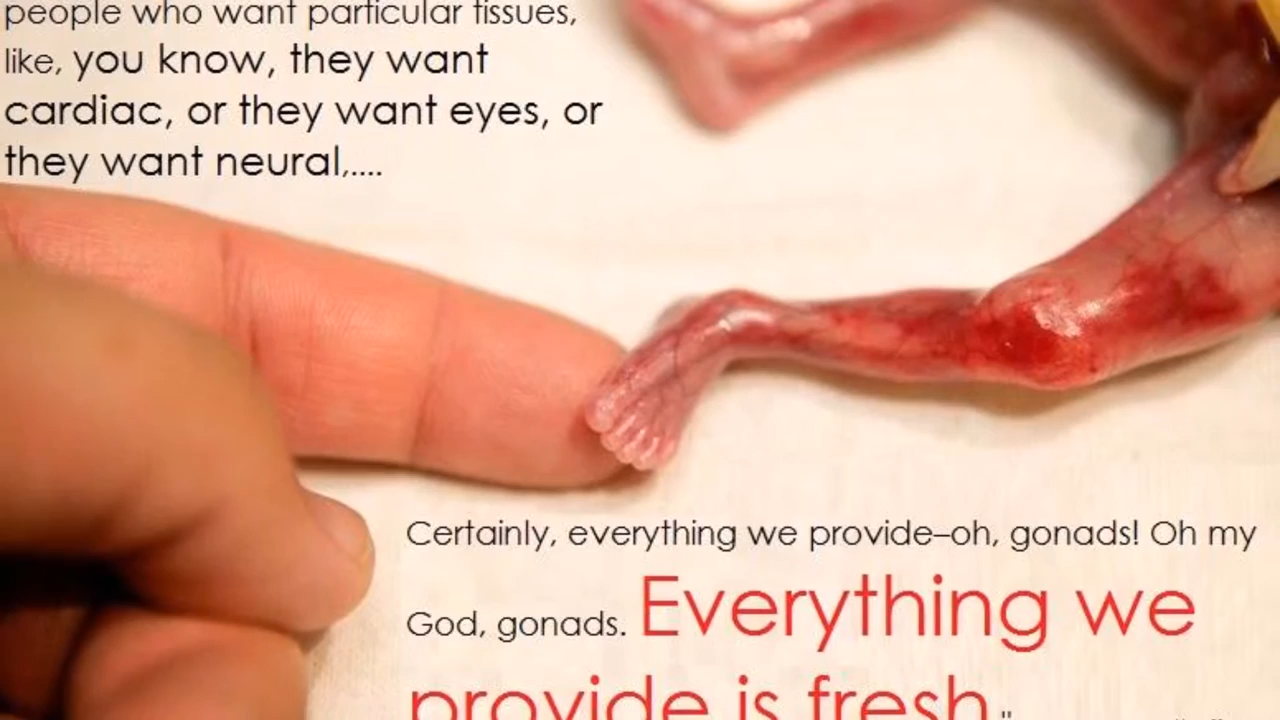 people who want particular tissues,
like, you know, they want
cardiac, or they want eyes, or
they want neural,....
Certainly, everything we provide–oh, gonads! Oh my
God, gonads. Everything we
provide is fresh."